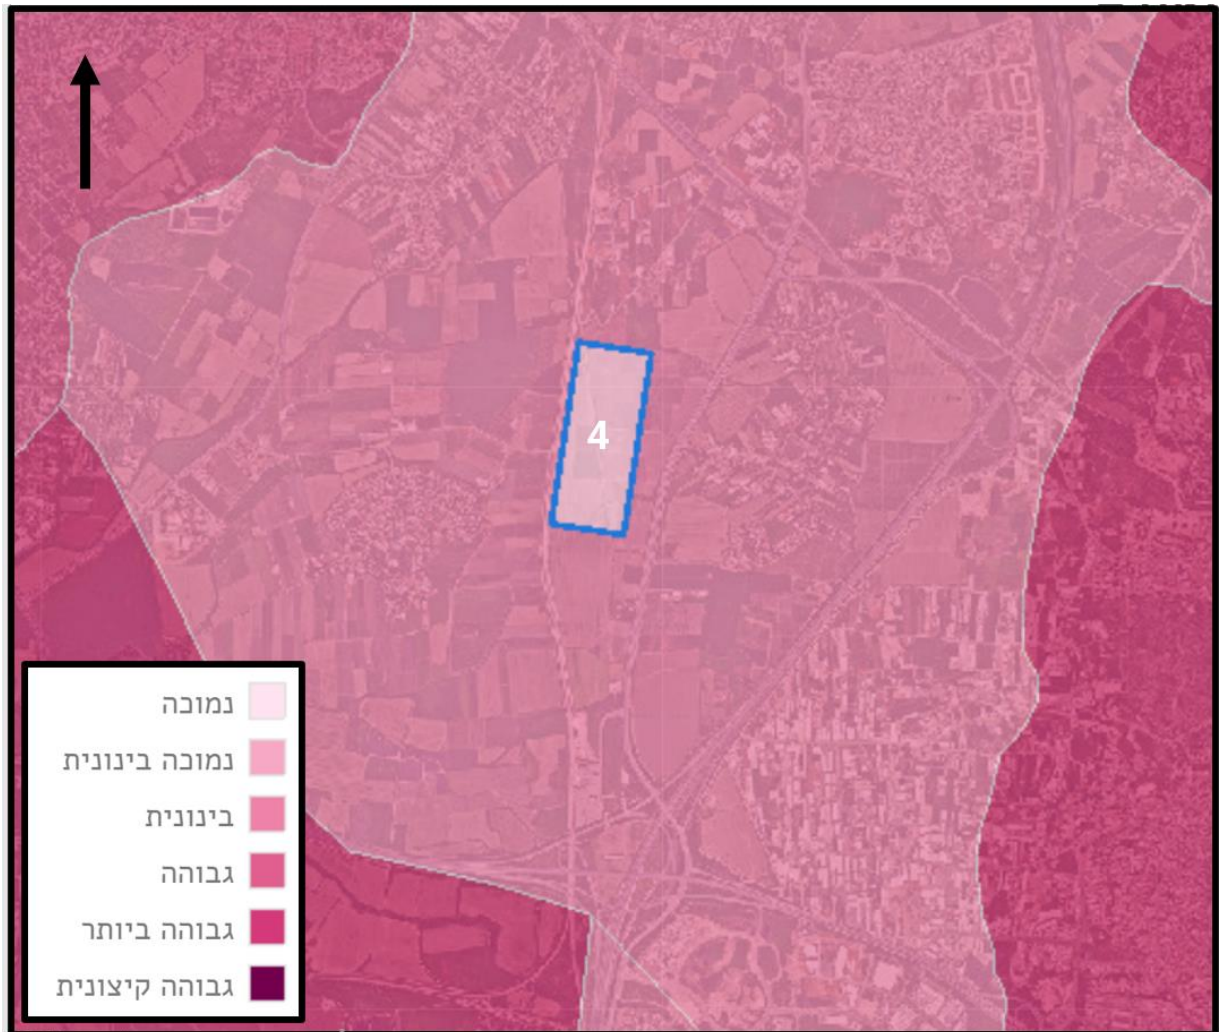 4
נמוכה
נמוכה בינונית
בינונית
גבוהה
גבוהה ביותר
גבוהה קיצונית